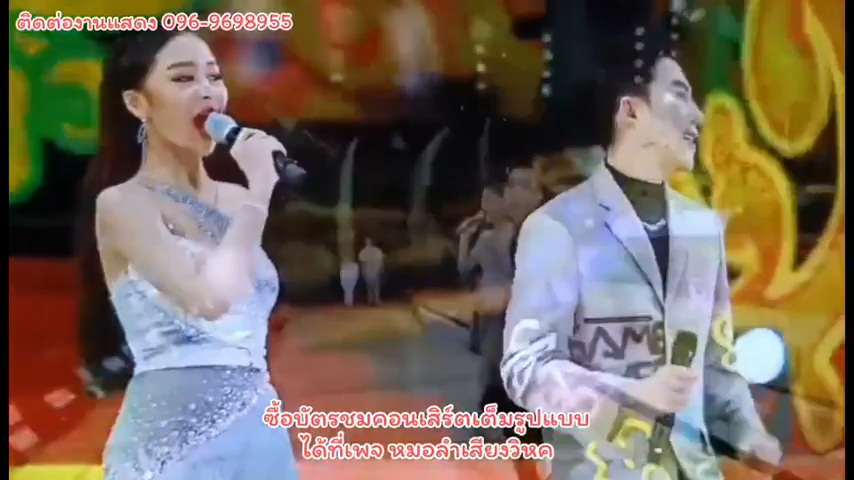 ติดต่องานแสดง 096-9698955
ซื้อบัตรชมคอนเสิร์ตเต็มรูปแบบ
ได้ที่เพจ หมอลำเสียงวิหค